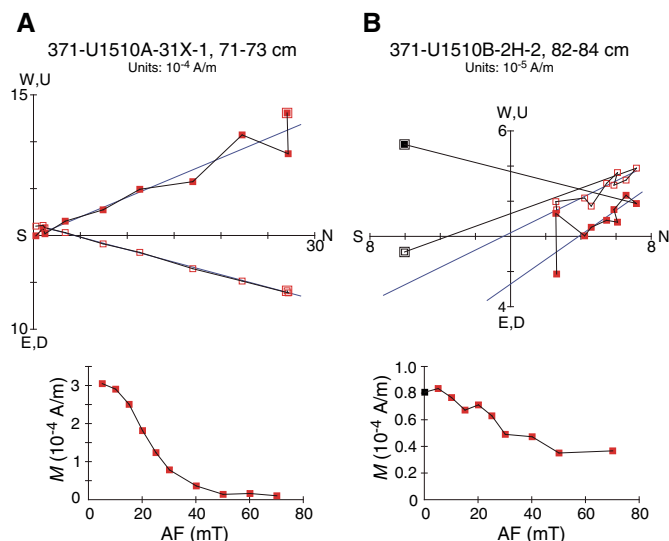 A
371-U1510A-31X-1, 71-73 cm
Units: 10-4 A/m
W,U
15
S
N
30
10
E,D
M (10-4 A/m)
3
2
1
0
0
20
40
60
80
AF (mT)
B
371-U1510B-2H-2, 82-84 cm
Units: 10-5 A/m
W,U
6
S
N
8
8
4
E,D
M (10-4 A/m)
1.0
0.8
0.6
0.4
0.2
0
0
20
40
60
80
AF (mT)